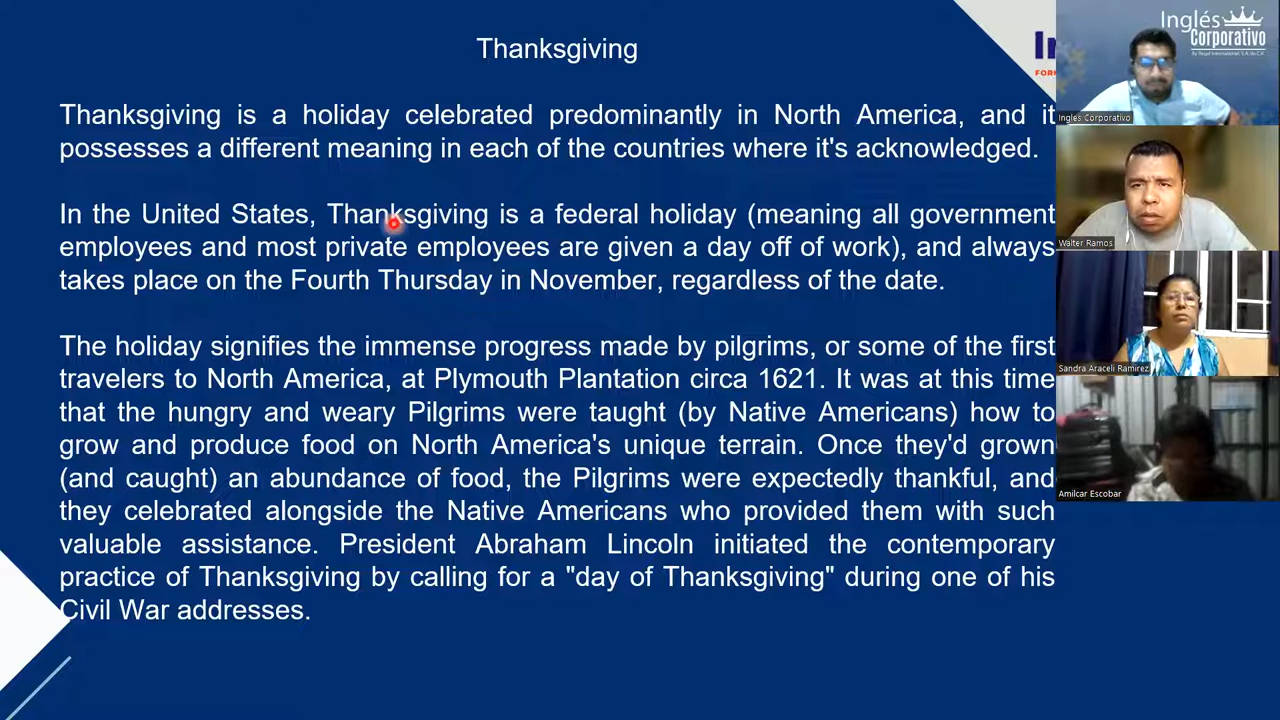 Thanksgiving
Thanksgiving is a holiday celebrated predominantly in North America, and it
possesses a different meaning in each of the countries where it's acknowledged.
In the United States, Thanksgiving is a federal holiday (meaning all government
employees and most private employees are given a day off of work), and always
takes place on the Fourth Thursday in November, regardless of the date.
The holiday signifies the immense progress made by pilgrims, or some of the first
travelers to North America, at Plymouth Plantation circa 1621. It was at this time
that the hungry and weary Pilgrims were taught (by Native Americans) how to
grow and produce food on North America's unique terrain. Once they'd grown
(and caught) an abundance of food, the Pilgrims were expectedly thankful, and
they celebrated alongside the Native Americans who provided them with such
valuable assistance. President Abraham Lincoln initiated the contemporary
practice of Thanksgiving by calling for a "day of Thanksgiving" during one of his
Civil War addresses.
Inglés
Corporativo
Ingles Corporativo
Walter Ramos
Sandra Araceli Ramirez
Amilcar Escobar